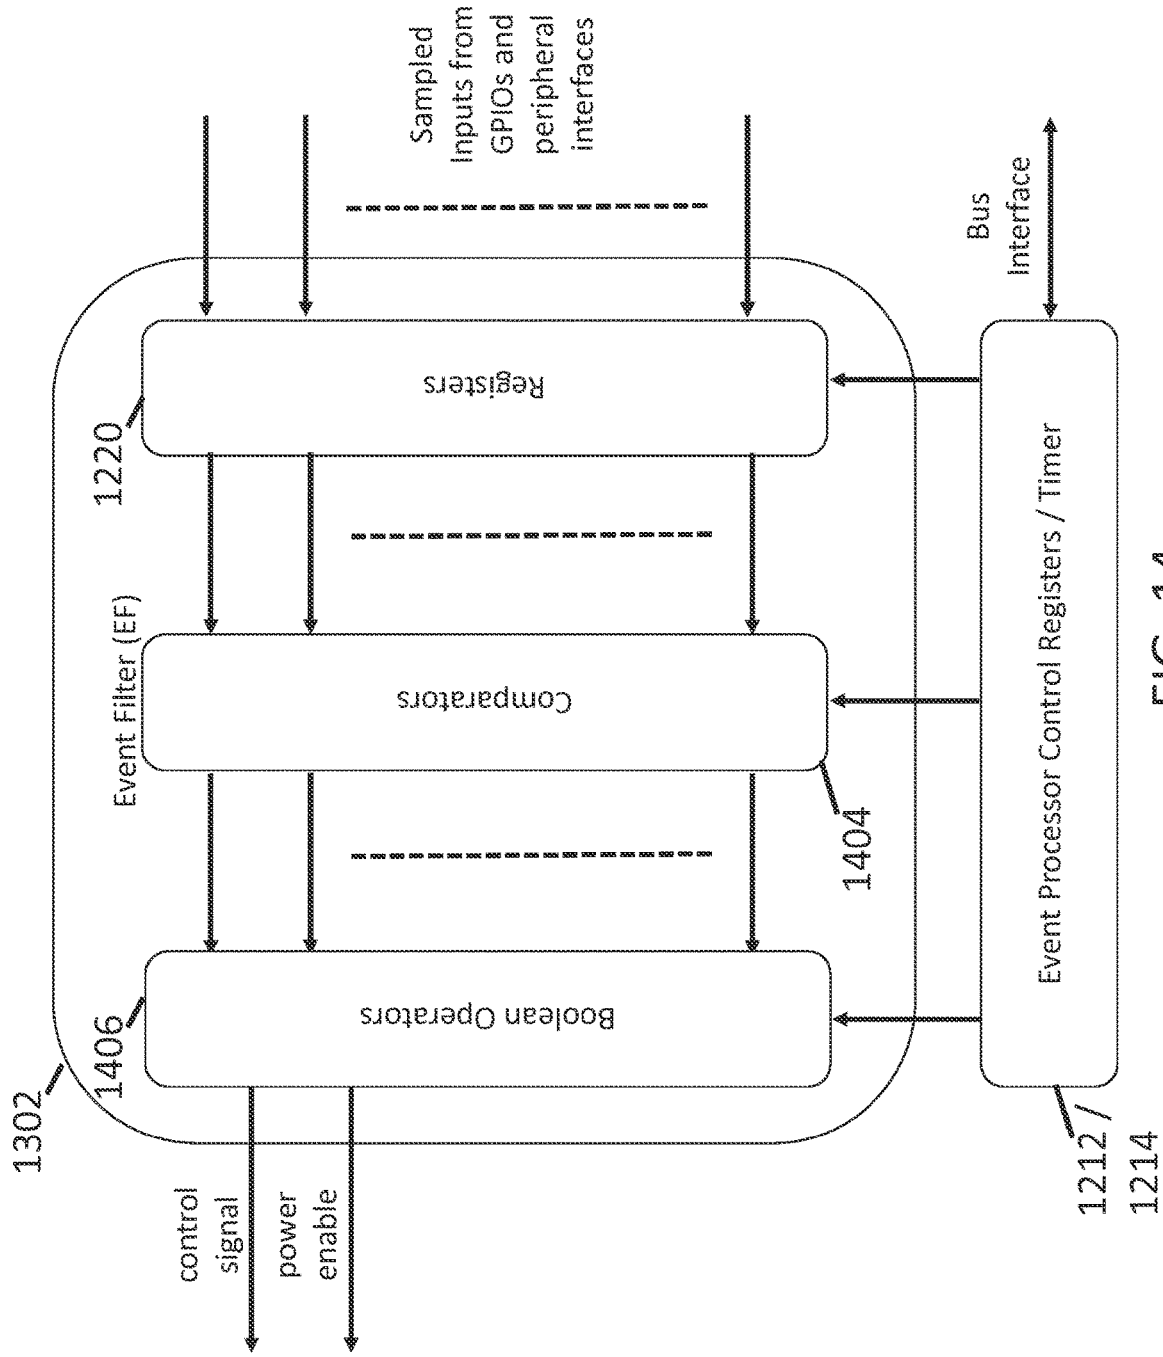 1302
control
signal
power
enable
1406
Boolean Operators
Event Filter (EF)
Comparators
1404
1220
Registers
Sampled
Inputs from
GPIOs and
peripheral
interfaces
Bus
Interface
Event Processor Control Registers / Timer
1212 /
1214